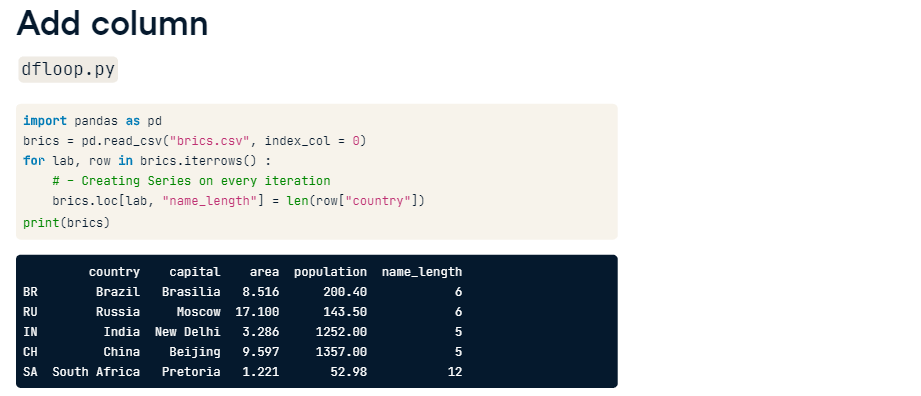 Add column
dfloop.py
import pandas as pd
brics = pd.read_csv("brics.csv", index_col = 0)
for lab, row in brics.iterrows() :
    # - Creating Series on every iteration
    brics.loc[lab, "name_length"] = len(row["country"])
print(brics)
         country    capital    area  population  name_length
BR        Brazil   Brasilia   8.516      200.40            6
RU        Russia     Moscow  17.100      143.50            6
IN         India  New Delhi   3.286     1252.00            5
CH         China    Beijing   9.597     1357.00            5
SA  South Africa   Pretoria   1.221       52.98           12